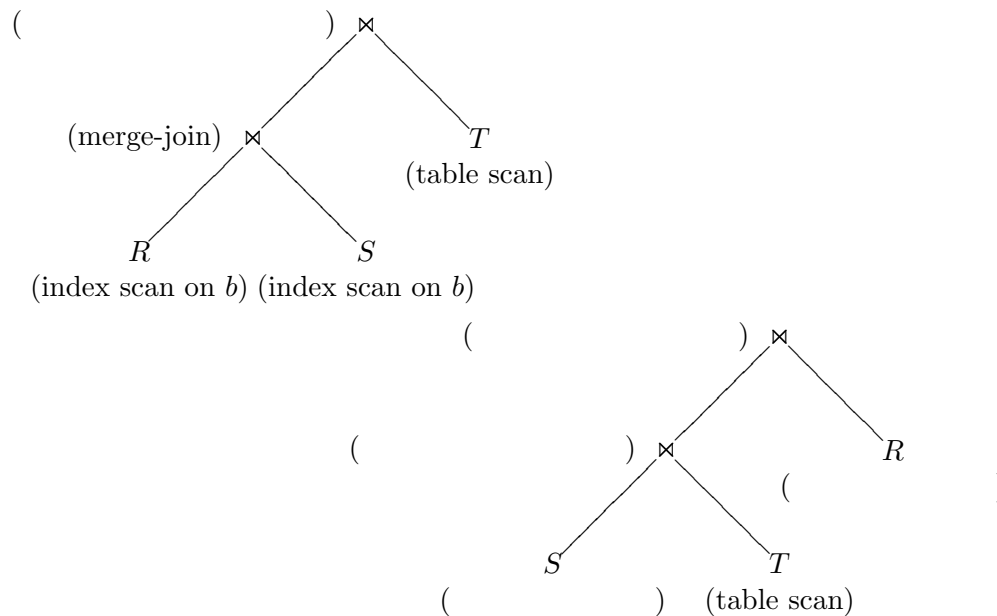 ( ) ⋈
(merge-join) ⋈ T
(table scan)
R S
(index scan on b) (index scan on b)
( ) ⋈
( ) ⋈ R
(
S T
( ) (table scan)